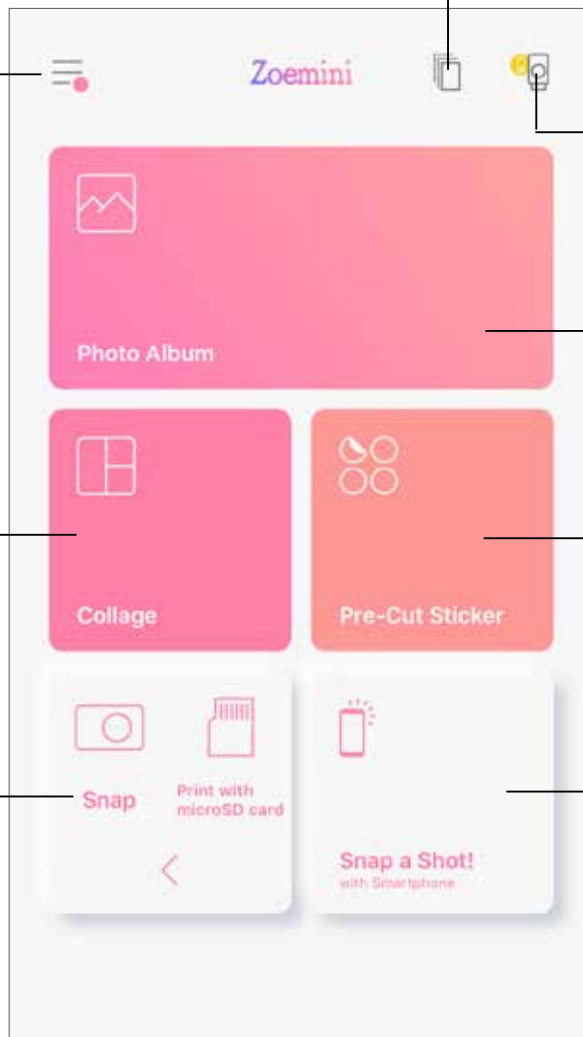 Zoemini
Photo Album
Collage
Pre-Cut Sticker
Snap
Print with
microSD card
Snap a Shot!
with Smartphone